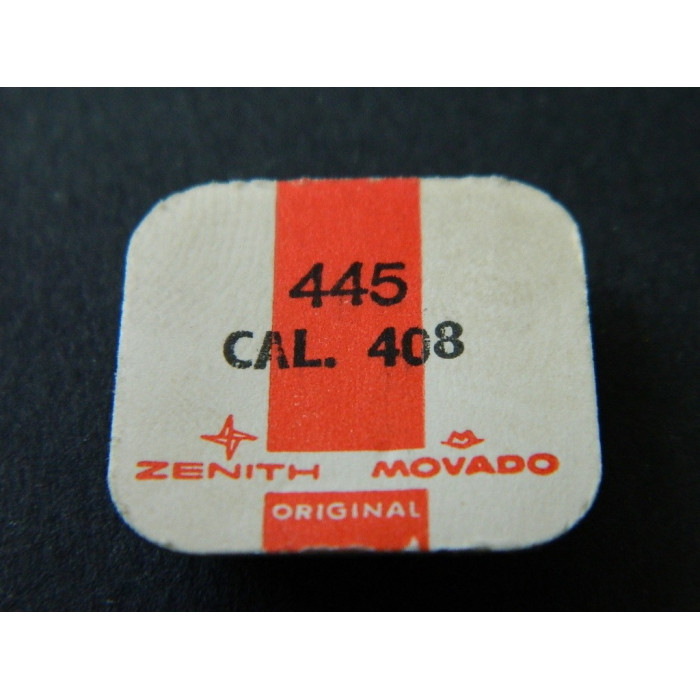 445
CAL. 408
ZENITH MOVADO
ORIGINAL